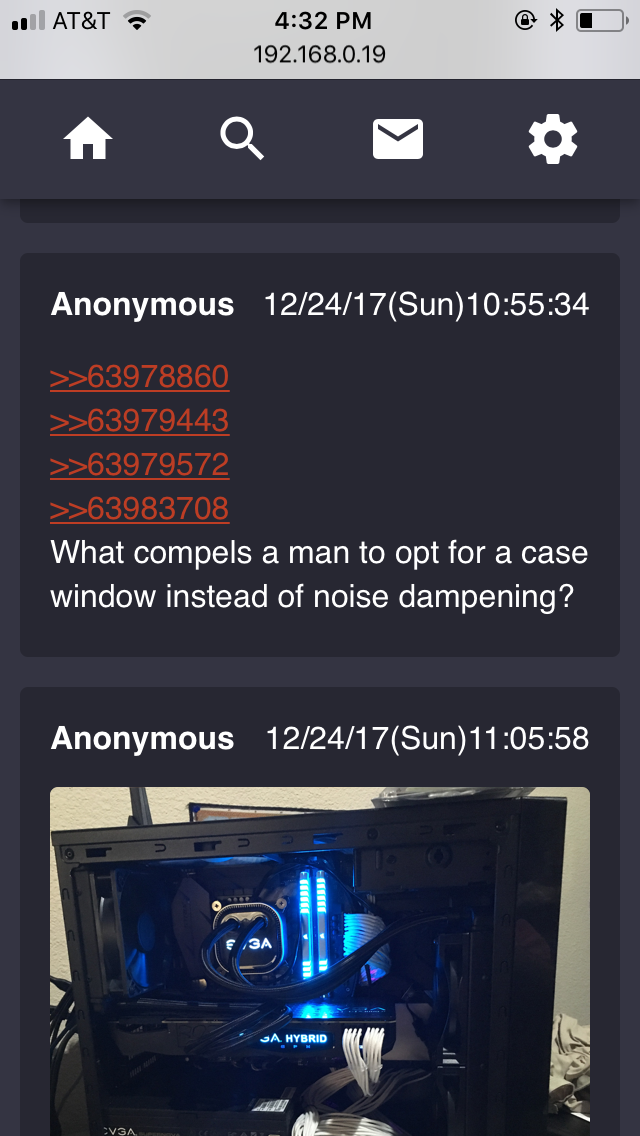 AT&T 4:32 PM
192.168.0.19
Anonymous 12/24/17(Sun)10:55:34
>>63978860
>>63979443
>>63979572
>>63983708
What compels a man to opt for a case
window instead of noise dampening?
Anonymous 12/24/17(Sun)11:05:58
EVGA
GA HYBRID
EVGA